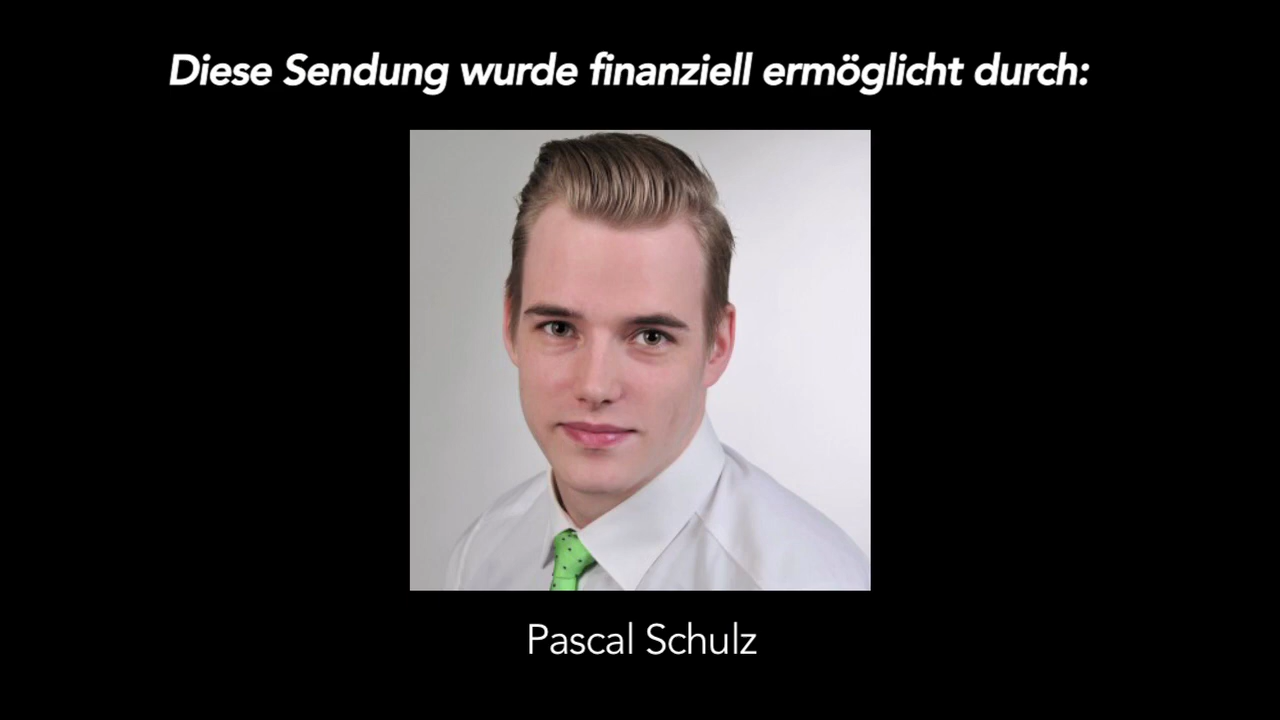 Diese Sendung wurde finanziell ermöglicht durch:
Pascal Schulz